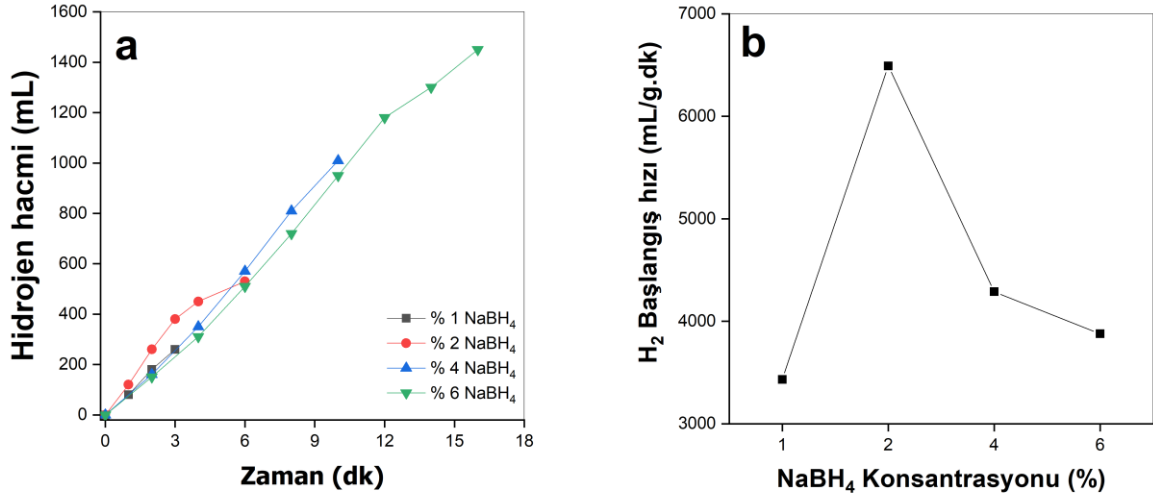 a
Hidrojen hacmi (mL)
1600
1400
1200
1000
800
600
400
200
0
0 3 6 9 12 15 18
Zaman (dk)
% 1 NaBH₄
% 2 NaBH₄
% 4 NaBH₄
% 6 NaBH₄
b
H₂ Başlangış hızı (mL/g.dk)
7000
6000
5000
4000
3000
1 2 4 6
NaBH₄ Konsantrasyonu (%)